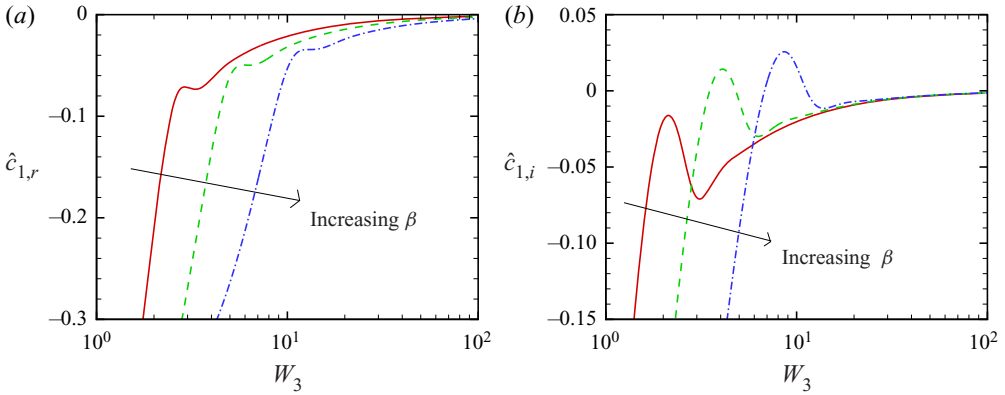 (a)
0
–0.1
–0.2
–0.3
ĉ1,r
Increasing β
10^0
10^1
10^2
W3
(b)
0.05
0
–0.05
–0.10
–0.15
ĉ1,i
Increasing β
10^0
10^1
10^2
W3